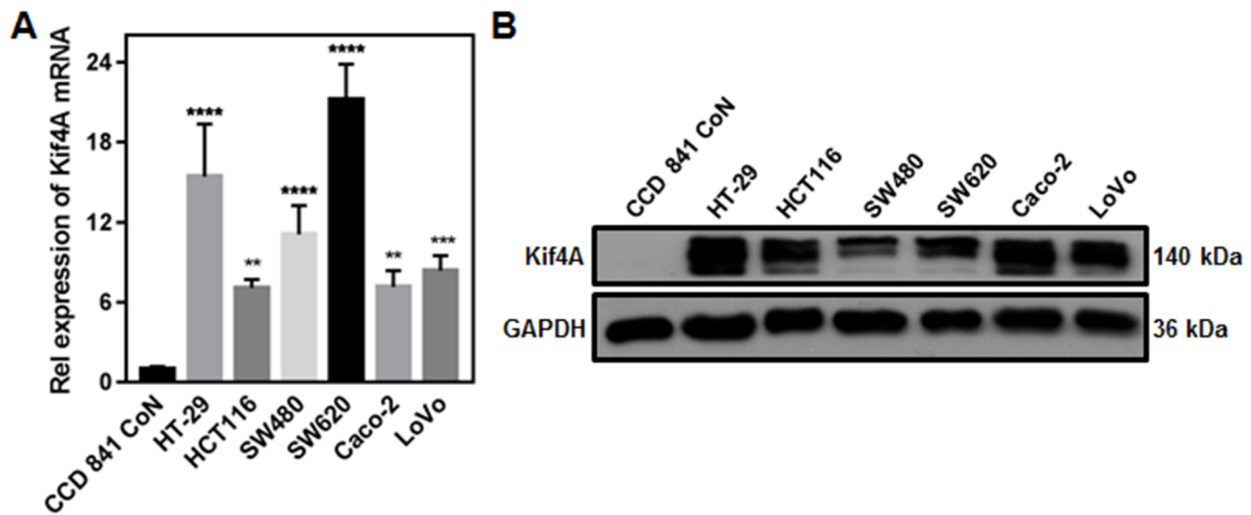 A
Rel expression of Kif4A mRNA
24
18
12
6
0
****
**
****
****
**
***
CCD 841 CoN
HT-29
HCT116
SW480
SW620
Caco-2
LoVo
B
CCD 841 CoN
HT-29
HCT116
SW480
SW620
Caco-2
LoVo
Kif4A
140 kDa
GAPDH
36 kDa